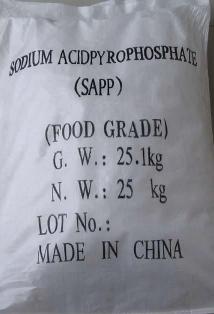 SODIUM ACIDPYROPHOSPHATE
(SAPP)
(FOOD GRADE)
G. W.: 25.1kg
N. W.: 25 kg
LOT No.:
MADE IN CHINA